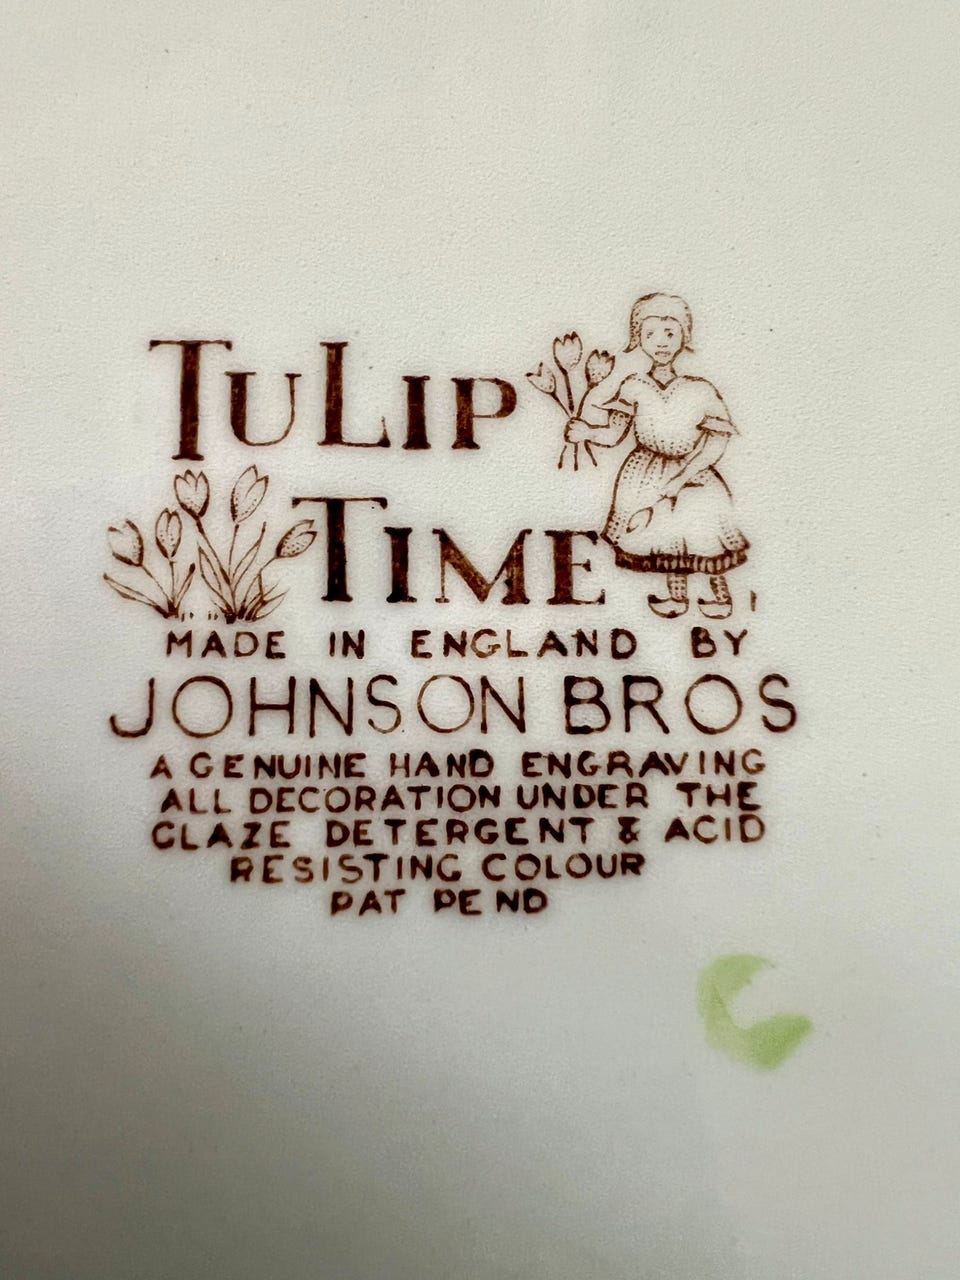 TULIP
TIME
MADE IN ENGLAND BY
JOHNSON BROS
A GENUINE HAND ENGRAVING
ALL DECORATION UNDER THE
GLAZE DETERGENT & ACID
RESISTING COLOUR
PAT PEND